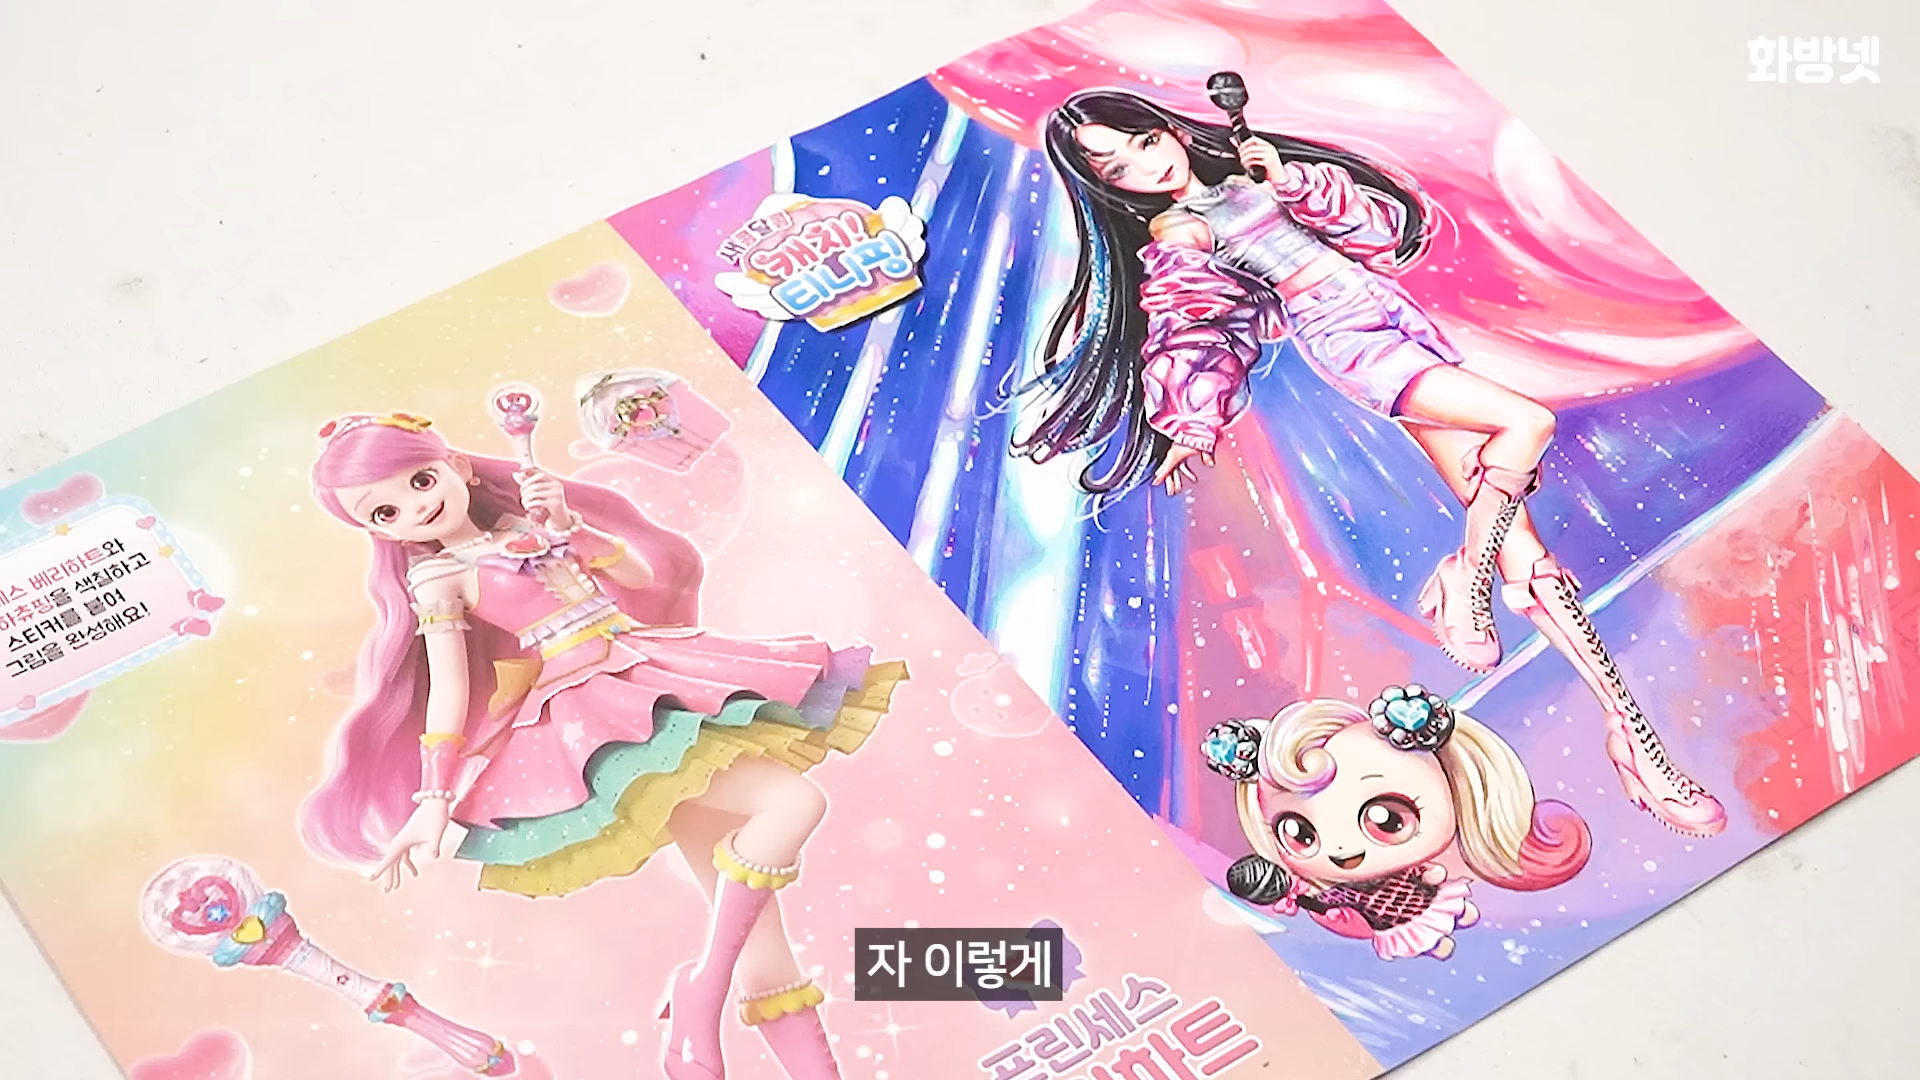 화방넷
새콤달콤
캐치!
티니핑
베리하트와
하츄핑을 색칠하고
스티커를 붙여
그림을 완성해요!
자 이렇게
프린세스
하트